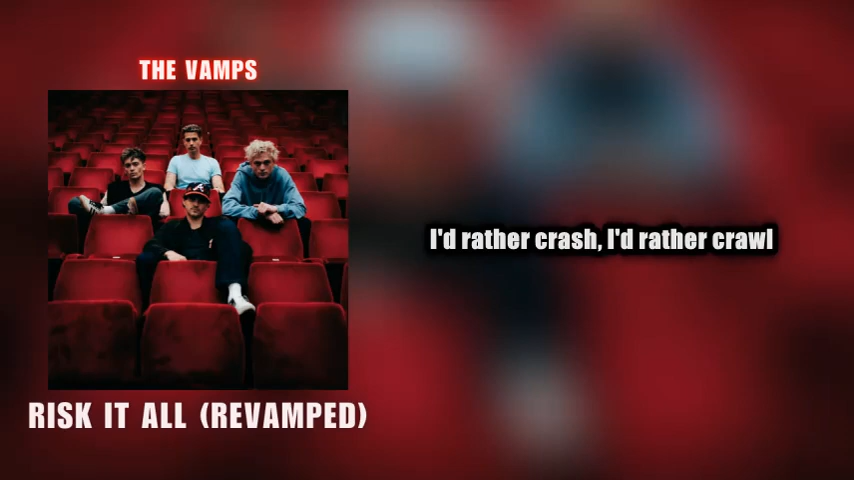 THE VAMPS
A
RISK IT ALL (REVAMPED)
I'd rather crash, I'd rather crawl